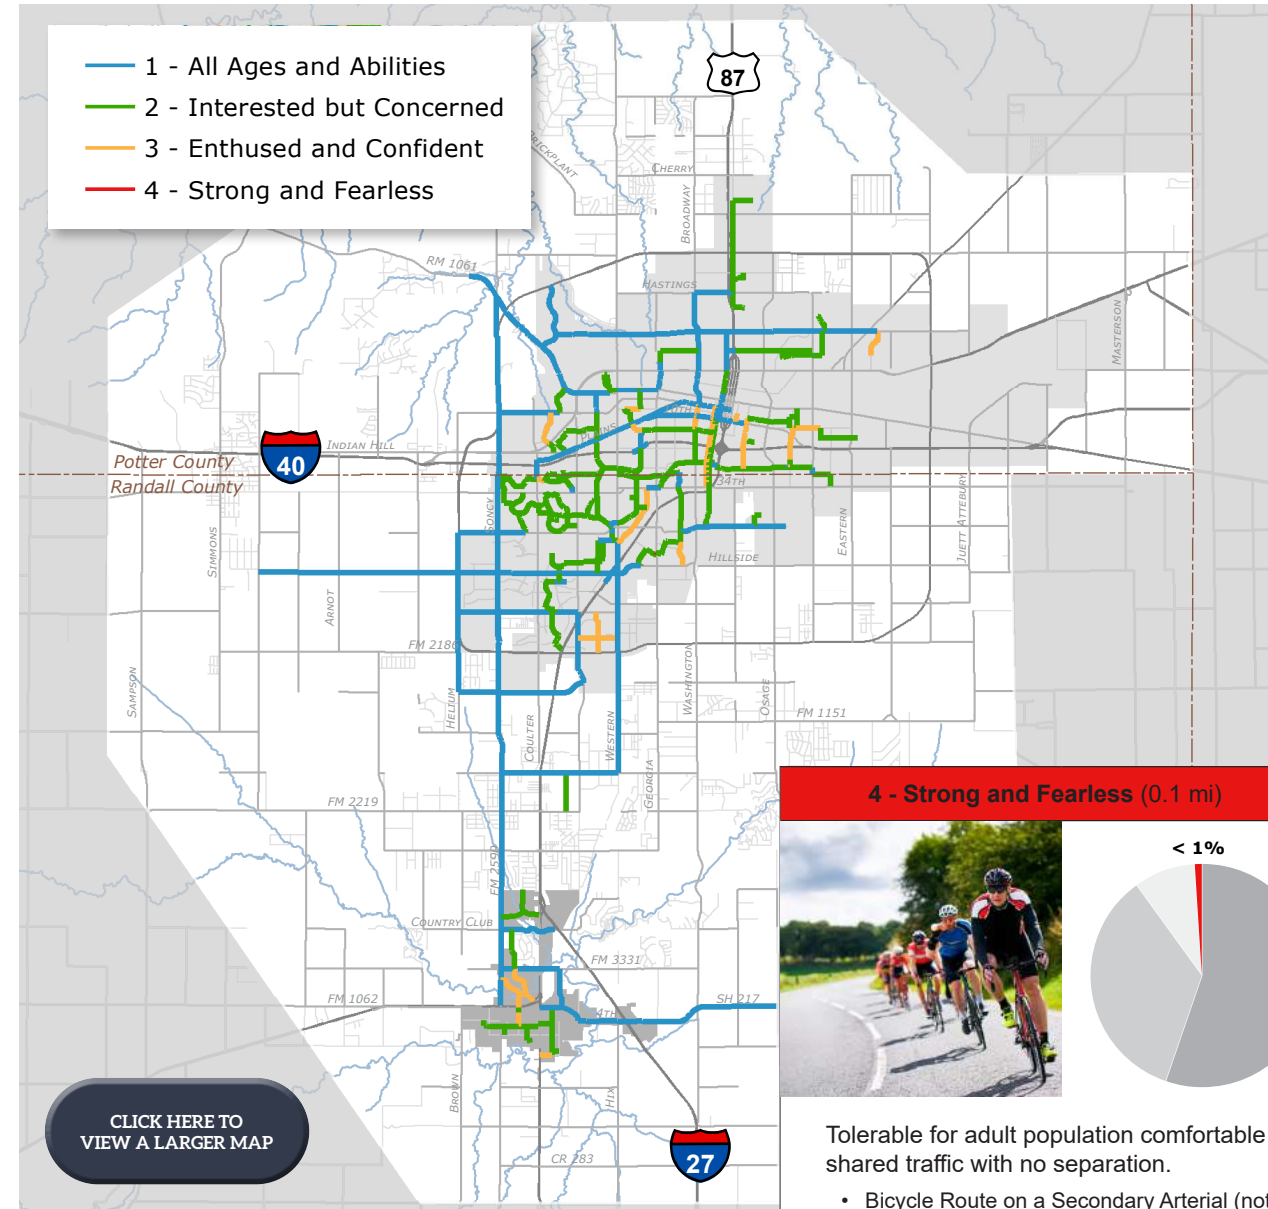 1 - All Ages and Abilities
2 - Interested but Concerned
3 - Enthused and Confident
4 - Strong and Fearless
87
BRICKPLANT
CHERRY
BROADWAY
RM 1061
HASTINGS
MASTERSON
INDIAN HILL
40
Potter County
Randall County
34TH
SONCY
SIMMONS
EASTERN
JUETT ATTEBURY
HILLSIDE
ARNOT
FM 2186
SAMPSON
HELIUM
COULTER
WESTERN
WASHINGTON
OSAGE
FM 1151
GEORGIA
FM 2219
FM 2590
COUNTRY CLUB
FM 3331
FM 1062
SH 217
4TH
BROWN
HIX
CR 283
27
CLICK HERE TO
VIEW A LARGER MAP
4 - Strong and Fearless (0.1 mi)
< 1%
Tolerable for adult population comfortable
shared traffic with no separation.
• Bicycle Route on a Secondary Arterial (not